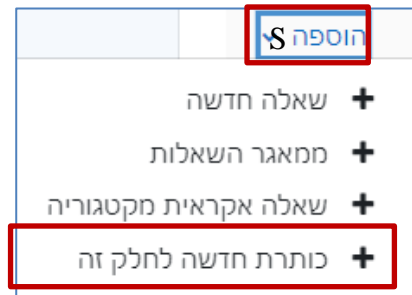 הוספה S
שאלה חדשה
ממאגר השאלות
שאלה אקראית מקטגוריה
כותרת חדשה לחלק זה